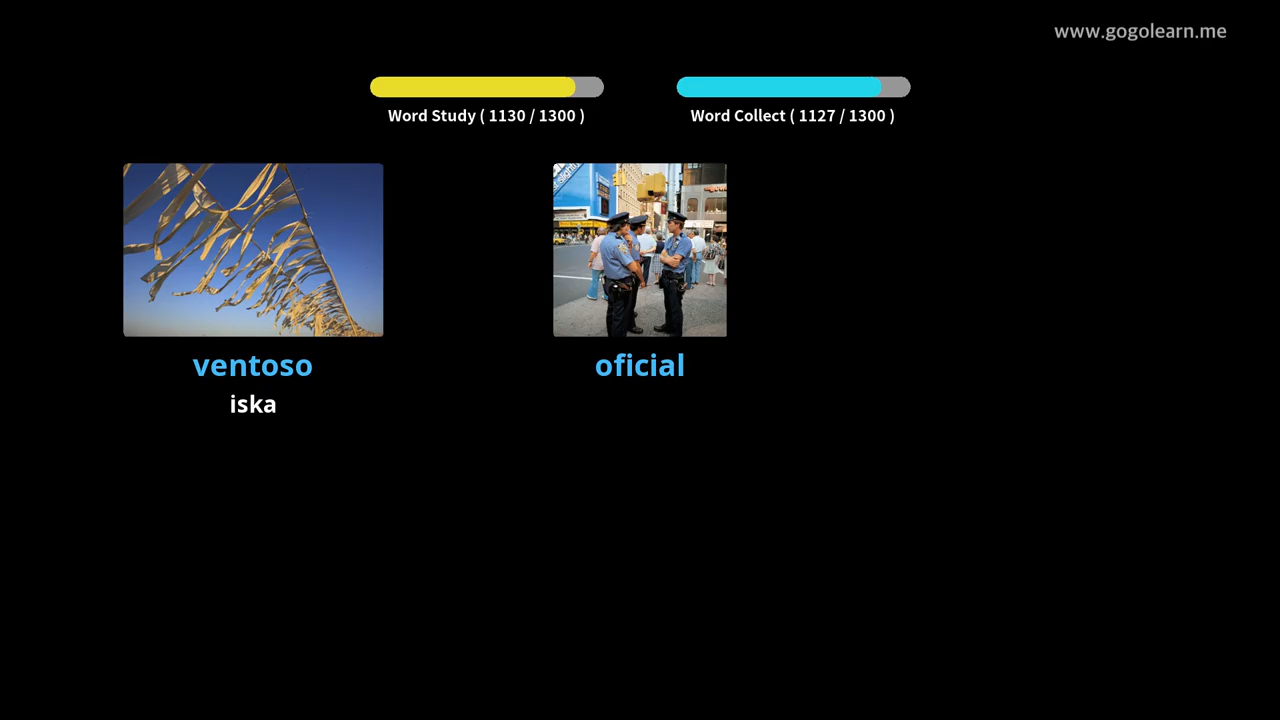 www.gogolearn.me
Word Study ( 1130 / 1300 )
Word Collect ( 1127 / 1300 )
ventoso
oficial
iska